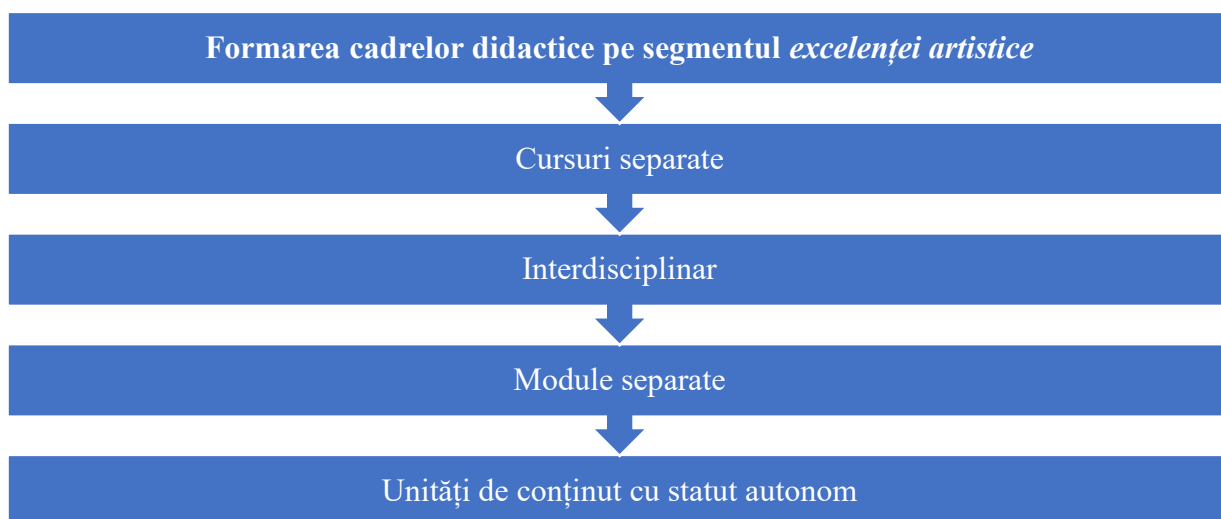 Formarea cadrelor didactice pe segmentul excelenței artistice
Cursuri separate
Interdisciplinar
Module separate
Unități de conținut cu statut autonom